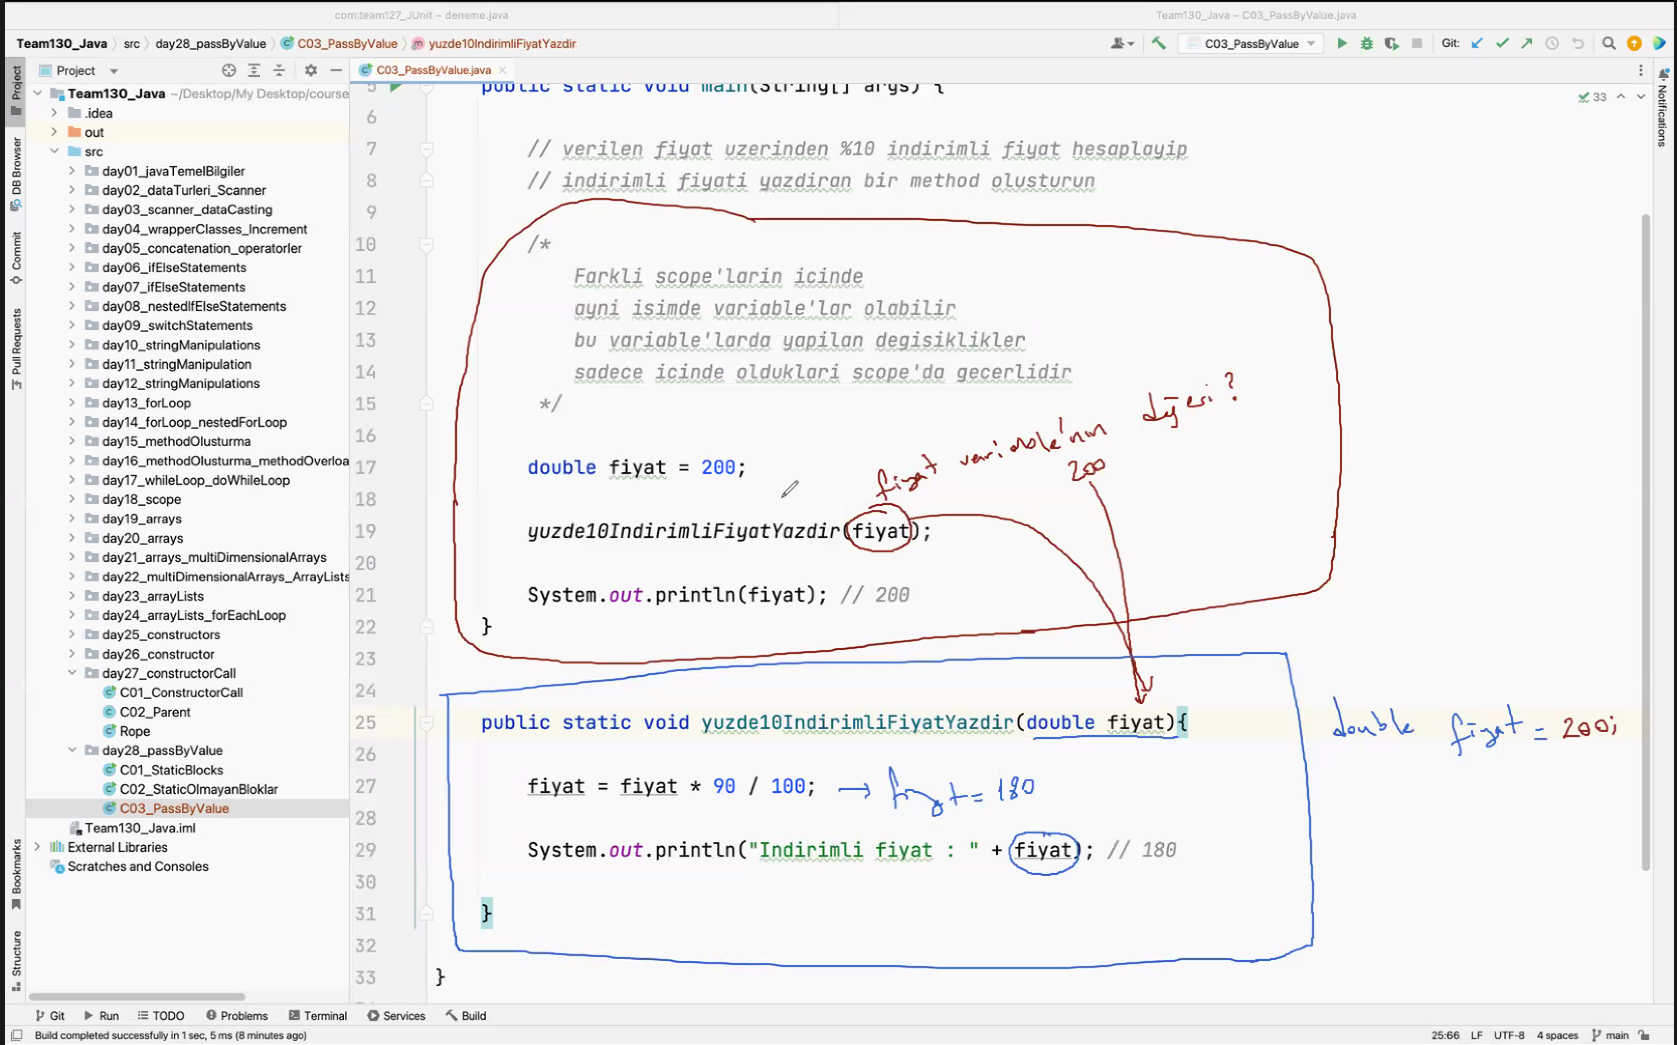 com.team127_JUnit – deneme.java
Team130_Java – C03_PassByValue.java
Team130_Java src day28_passByValue C03_PassByValue yuzde10IndirimliFiyatYazdir
C03_PassByValue Git:
Project
C03_PassByValue.java
Team130_Java ~/Desktop/My Desktop/course
.idea
out
src
day01_javaTemelBilgiler
day02_dataTurleri_Scanner
day03_scanner_dataCasting
day04_wrapperClasses_Increment
day05_concatenation_operatorler
day06_ifElseStatements
day07_ifElseStatements
day08_nestedIfElseStatements
day09_switchStatements
day10_stringManipulations
day11_stringManipulation
day12_stringManipulations
day13_forLoop
day14_forLoop_nestedForLoop
day15_methodOlusturma
day16_methodOlusturma_methodOverloa
day17_whileLoop_doWhileLoop
day18_scope
day19_arrays
day20_arrays
day21_arrays_multiDimensionalArrays
day22_multiDimensionalArrays_ArrayLists
day23_arrayLists
day24_arrayLists_forEachLoop
day25_constructors
day26_constructor
day27_constructorCall
C01_ConstructorCall
C02_Parent
Rope
day28_passByValue
C01_StaticBlocks
C02_StaticOlmayanBloklar
C03_PassByValue
Team130_Java.iml
External Libraries
Scratches and Consoles
Project
DB Browser
Commit
Pull Requests
Bookmarks
Structure
Notifications
33
5 public static void main(String[] args) {
6
7 // verilen fiyat uzerinden %10 indirimli fiyat hesaplayip
8 // indirimli fiyati yazdiran bir method olusturun
9
10 /*
11 Farkli scope'larin icinde
12 ayni isimde variable'lar olabilir
13 bu variable'larda yapilan degisiklikler
14 sadece icinde olduklari scope'da gecerlidir
15 */
16
fiyat variable'nın değeri?
200
17 double fiyat = 200;
18
19 yuzde10IndirimliFiyatYazdir(fiyat);
20
21 System.out.println(fiyat); // 200
22 }
23
24
25 public static void yuzde10IndirimliFiyatYazdir(double fiyat){
double fiyat = 200;
26
27 fiyat = fiyat * 90 / 100;
→ fiyat = 180
28
29 System.out.println("Indirimli fiyat : " + fiyat); // 180
30
31 }
32
33 }
Git Run TODO Problems Terminal Services Build
Build completed successfully in 1 sec, 5 ms (8 minutes ago)
25:66 LF UTF-8 4 spaces main